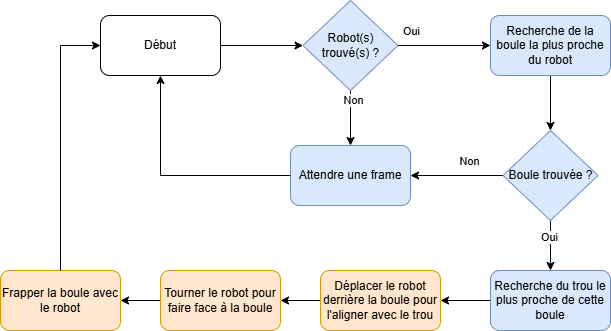 Début
Robot(s)
trouvé(s) ?
Oui
Recherche de la
boule la plus proche
du robot
Non
Attendre une frame
Non
Boule trouvée ?
Oui
Recherche du trou le
plus proche de cette
boule
Déplacer le robot
derrière la boule pour
l'aligner avec le trou
Tourner le robot pour
faire face à la boule
Frapper la boule avec
le robot